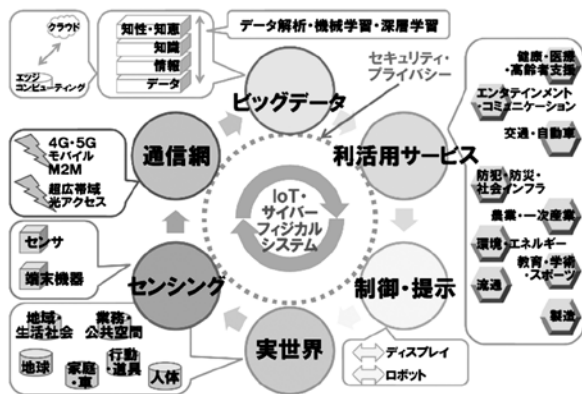 クラウド
エッジ
コンピューティング
知性・知恵
知識
情報
データ
データ解析・機械学習・深層学習
ビッグデータ
セキュリティ・
プライバシー
通信網
4G・5G
モバイル
M2M
超広帯域
光アクセス
利活用サービス
健康・医療
・高齢者支援
エンタテインメント
・コミュニケーション
交通・自動車
防犯・防災・
社会インフラ
農業・一次産業
環境・エネルギー
教育・学術
・スポーツ
流通
製造
IoT・
サイバー
フィジカル
システム
センサ
端末機器
センシング
制御・提示
ディスプレイ
ロボット
実世界
地域・
生活社会
業務・
公共空間
地球
家庭
・車
行動
・道具
人体